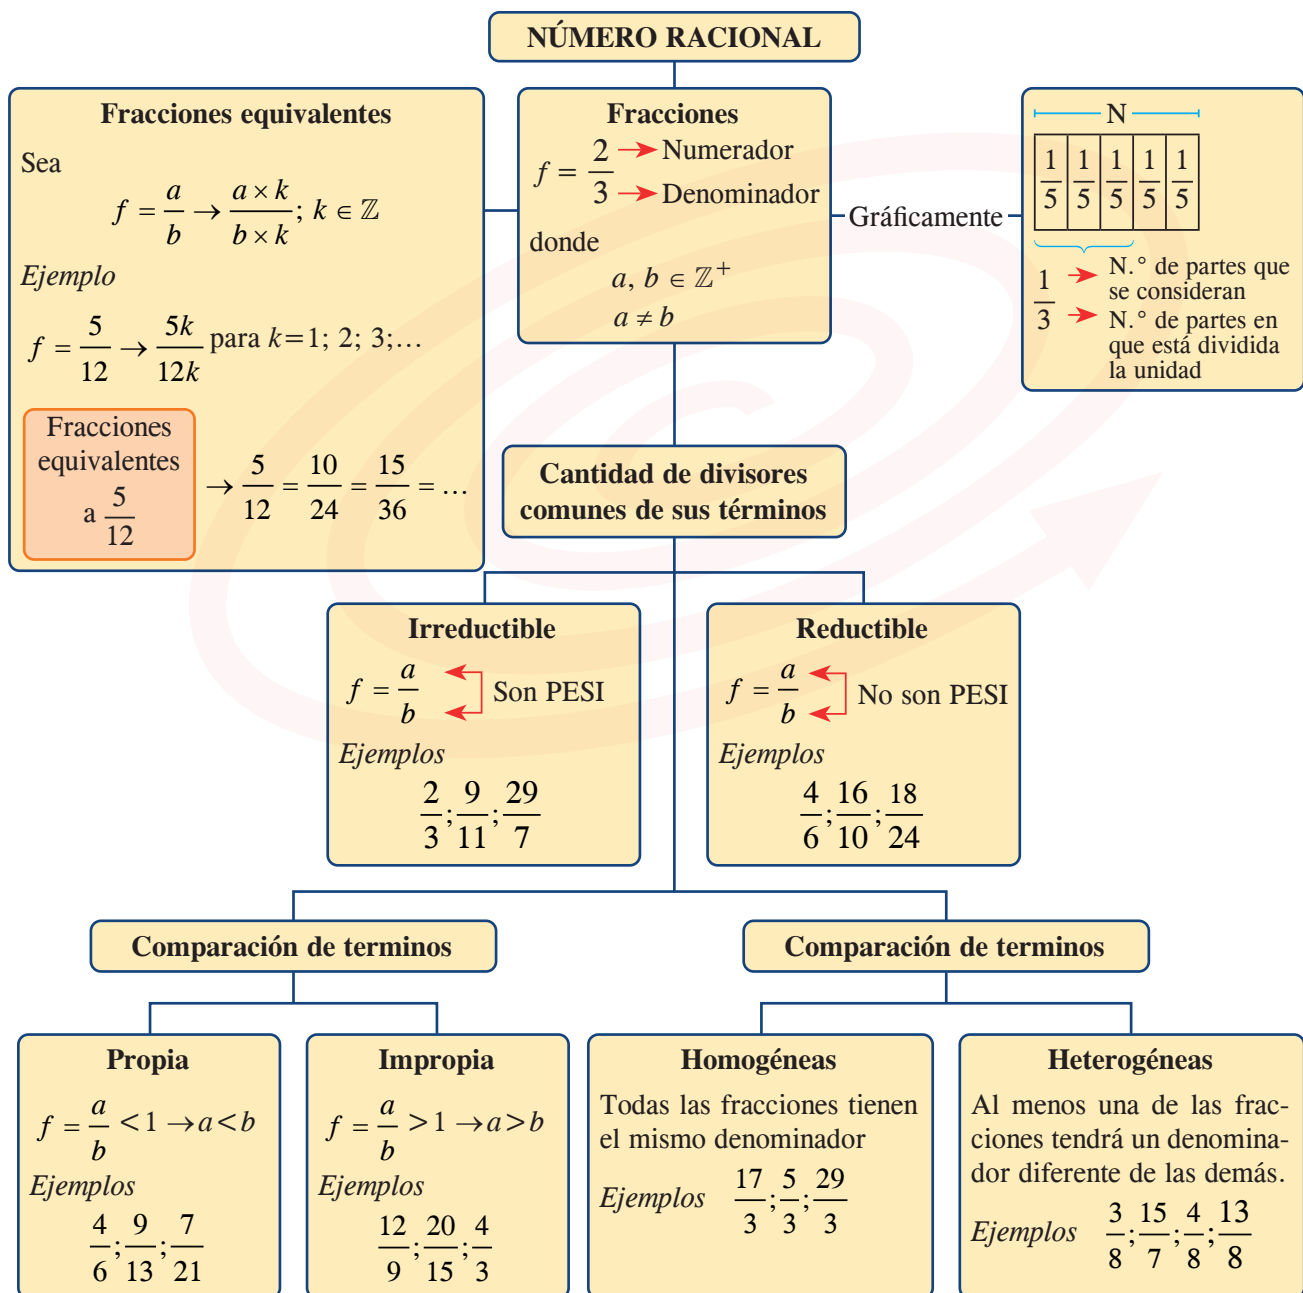 NÚMERO RACIONAL
Fracciones equivalentes
Sea
f = a/b → (a × k)/(b × k); k ∈ ℤ
Ejemplo
f = 5/12 → 5k/12k para k=1; 2; 3;...
Fracciones
equivalentes
a 5/12
→ 5/12 = 10/24 = 15/36 = ...
Fracciones
f = 2/3
→ Numerador
→ Denominador
donde
a, b ∈ ℤ⁺
a ≠ b
Gráficamente
N
1/5 1/5 1/5 1/5 1/5
1/3
→ N.° de partes que
se consideran
→ N.° de partes en
que está dividida
la unidad
Cantidad de divisores
comunes de sus términos
Irreductible
f = a/b Son PESI
Ejemplos
2/3; 9/11; 29/7
Reductible
f = a/b No son PESI
Ejemplos
4/6; 16/10; 18/24
Comparación de terminos
Propia
f = a/b < 1 → a < b
Ejemplos
4/6; 9/13; 7/21
Impropia
f = a/b > 1 → a > b
Ejemplos
12/9; 20/15; 4/3
Comparación de terminos
Homogéneas
Todas las fracciones tienen
el mismo denominador
Ejemplos 17/3; 5/3; 29/3
Heterogéneas
Al menos una de las frac-
ciones tendrá un denomina-
dor diferente de las demás.
Ejemplos 3/8; 15/7; 4/8; 13/8